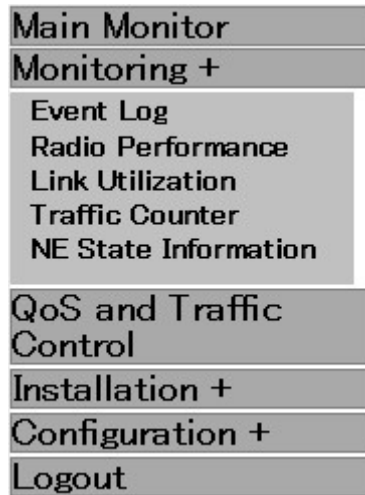 Main Monitor
Monitoring +
Event Log
Radio Performance
Link Utilization
Traffic Counter
NE State Information
QoS and Traffic
Control
Installation +
Configuration +
Logout